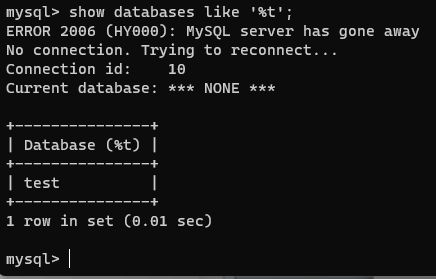 mysql> show databases like '%t';
ERROR 2006 (HY000): MySQL server has gone away
No connection. Trying to reconnect...
Connection id:    10
Current database: *** NONE ***

+---------------+
| Database (%t) |
+---------------+
| test          |
+---------------+
1 row in set (0.01 sec)

mysql>